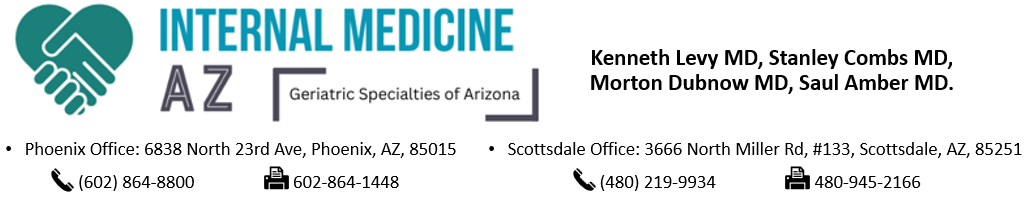 INTERNAL MEDICINE
AZ
Geriatric Specialties of Arizona
Kenneth Levy MD, Stanley Combs MD,
Morton Dubnow MD, Saul Amber MD.
• Phoenix Office: 6838 North 23rd Ave, Phoenix, AZ, 85015
(602) 864-8800 602-864-1448
• Scottsdale Office: 3666 North Miller Rd, #133, Scottsdale, AZ, 85251
(480) 219-9934 480-945-2166